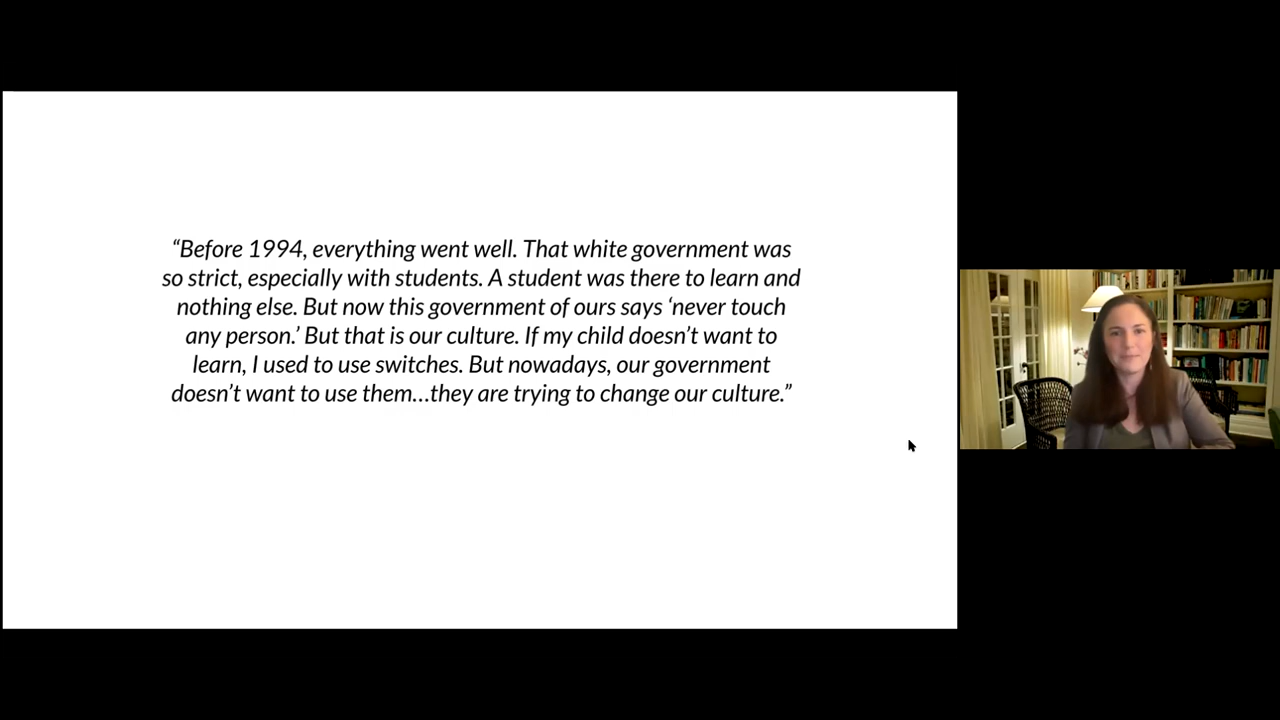 “Before 1994, everything went well. That white government was
so strict, especially with students. A student was there to learn and
nothing else. But now this government of ours says ‘never touch
any person.’ But that is our culture. If my child doesn’t want to
learn, I used to use switches. But nowadays, our government
doesn’t want to use them…they are trying to change our culture.”